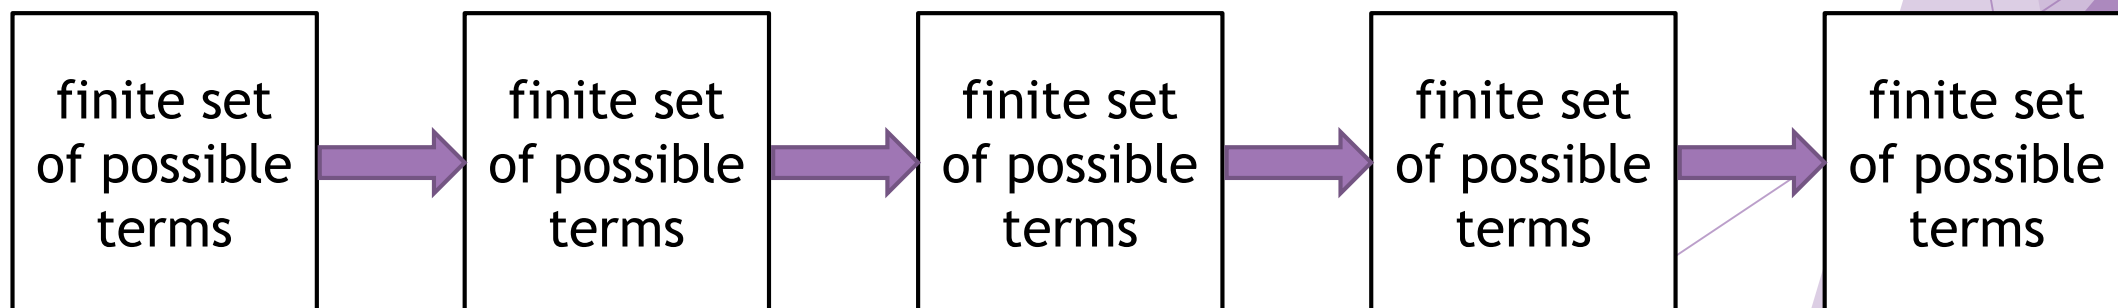 finite set
of possible
terms
finite set
of possible
terms
finite set
of possible
terms
finite set
of possible
terms
finite set
of possible
terms